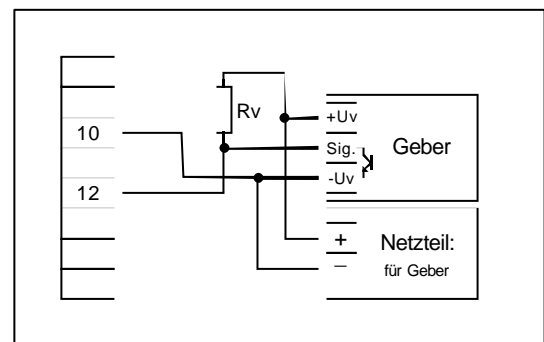 Rv
+Uv
10
Sig.
Geber
-Uv
12
+
Netzteil:
–
für Geber